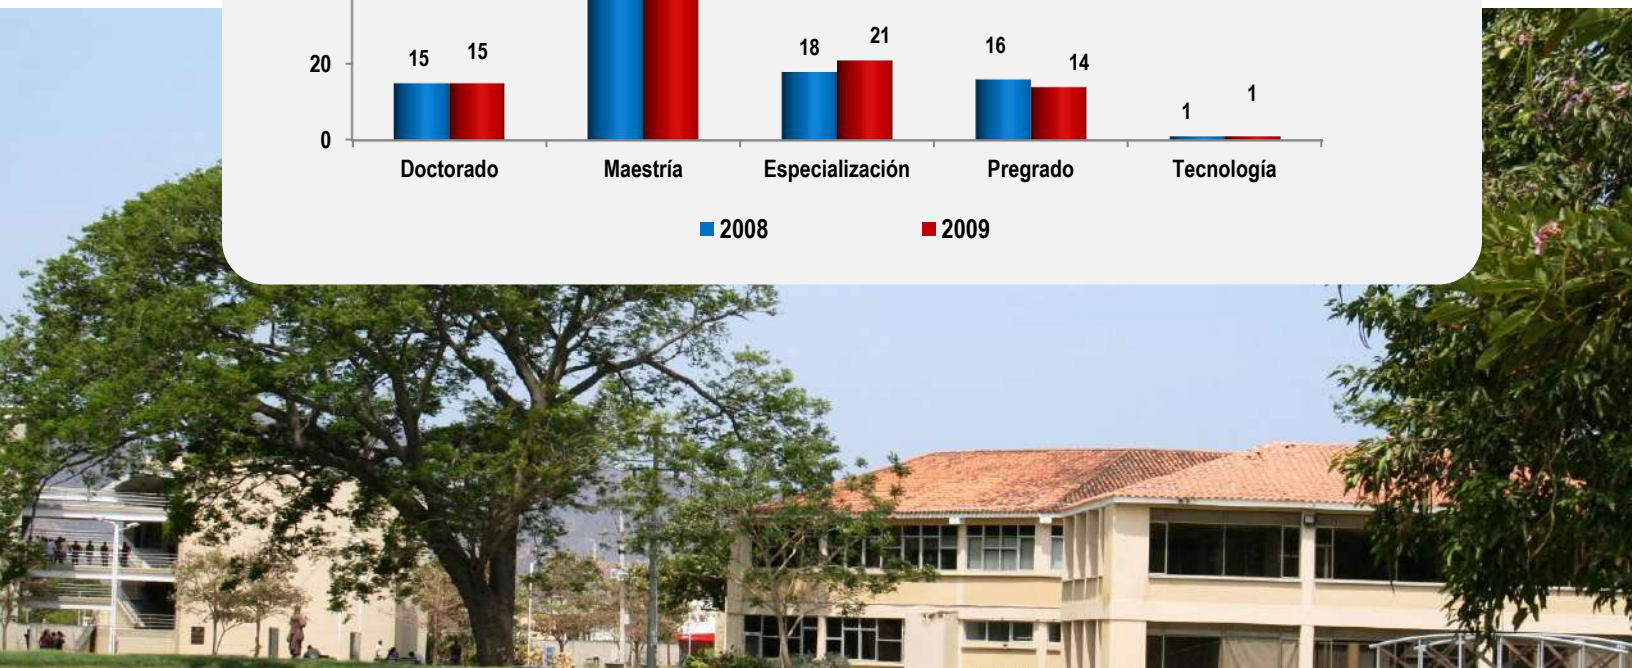 18 21
15 15 16 14
20
1 1
0
Doctorado Maestría Especialización Pregrado Tecnología
2008 2009